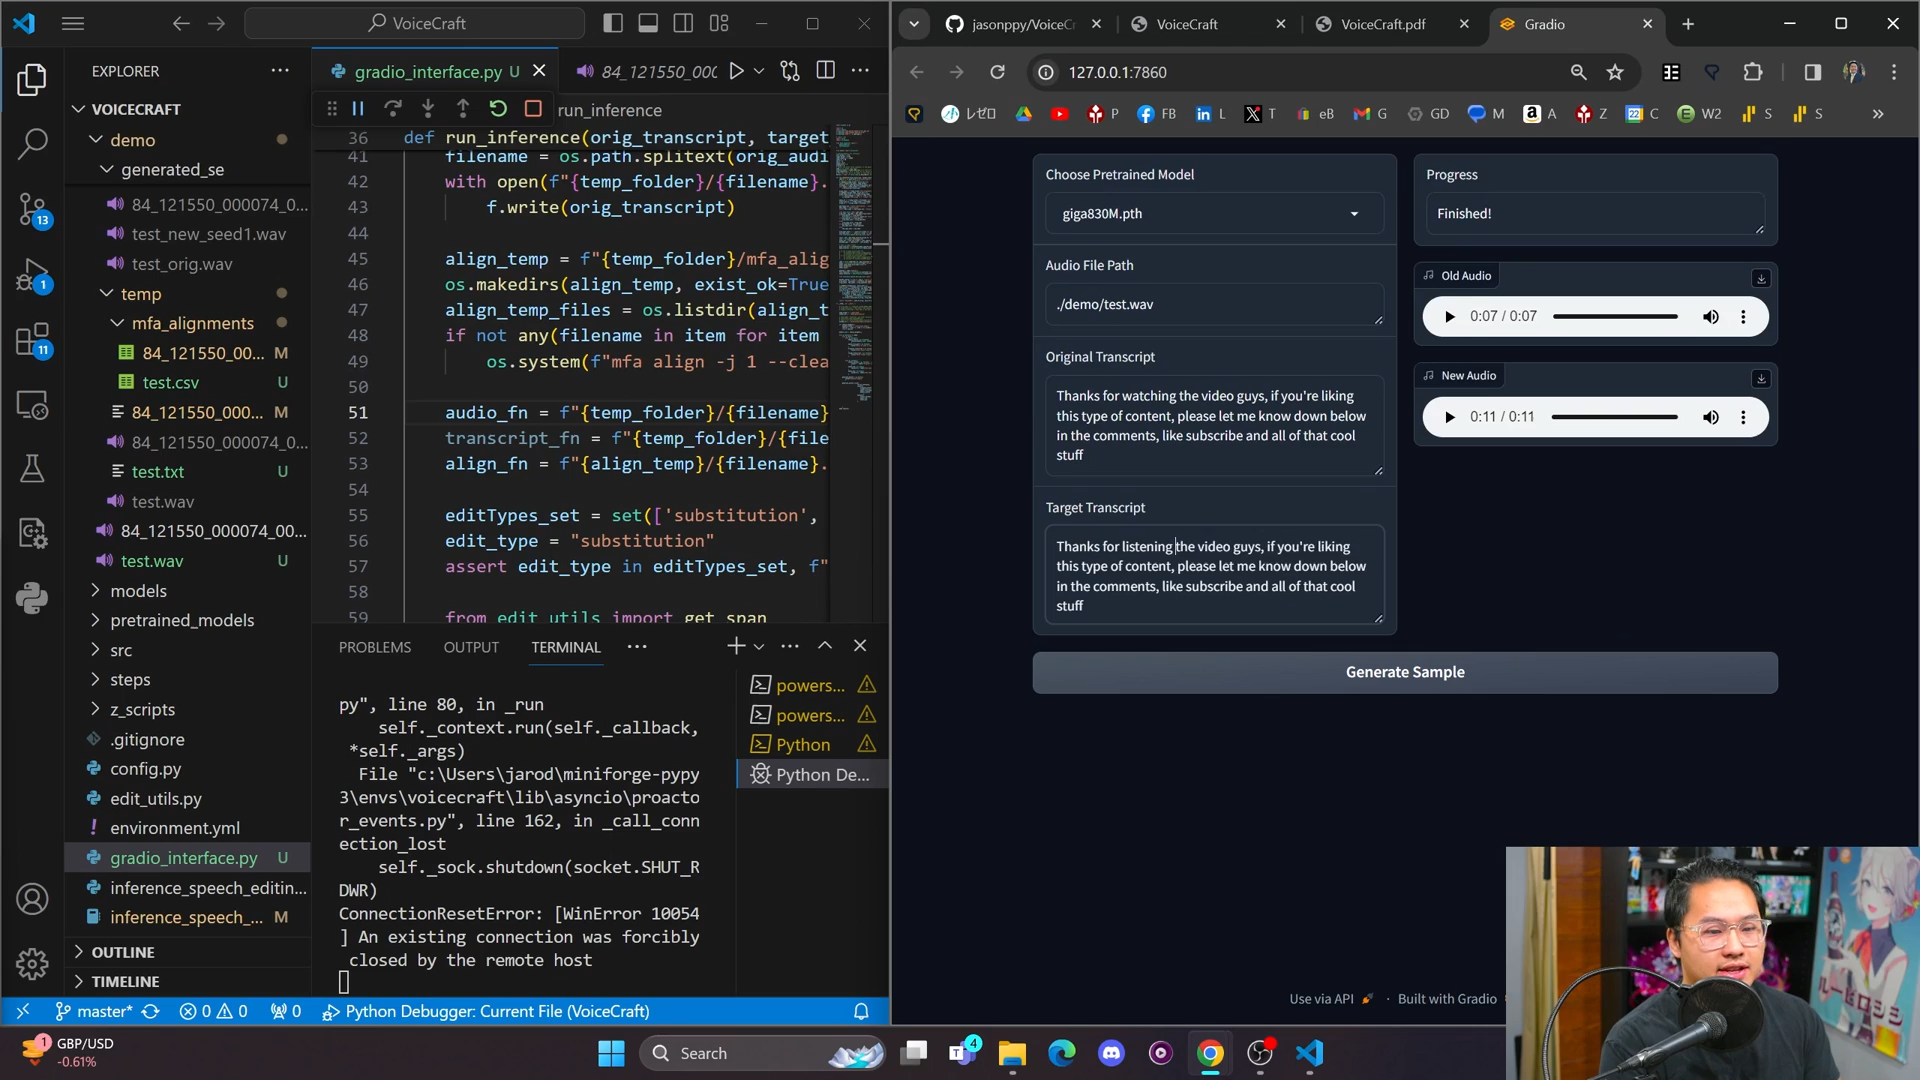 VoiceCraft
EXPLORER
VOICECRAFT
demo
generated_se
84_121550_000074_0...
test_new_seed1.wav
test_orig.wav
temp
mfa_alignments
84_121550_00... M
test.csv U
84_121550_00... M
84_121550_000074_00...
test.txt U
test.wav
84_121550_000074_00...
test.wav U
models
pretrained_models
src
steps
z_scripts
.gitignore
config.py
edit_utils.py
environment.yml
gradio_interface.py U
inference_speech_editin...
inference_speech_... M
OUTLINE
TIMELINE
13
1
11
gradio_interface.py U
84_121550_000
run_inference
36 def run_inference(orig_transcript, target
41 filename = os.path.splitext(orig_audi
42 with open(f"{temp_folder}/{filename}.
43 f.write(orig_transcript)
44
45 align_temp = f"{temp_folder}/mfa_alig
46 os.makedirs(align_temp, exist_ok=True
47 align_temp_files = os.listdir(align_t
48 if not any(filename in item for item
49 os.system(f"mfa align -j 1 --clea
50
51 audio_fn = f"{temp_folder}/{filename}
52 transcript_fn = f"{temp_folder}/{file
53 align_fn = f"{align_temp}/{filename}.
54
55 editTypes_set = set(['substitution',
56 edit_type = "substitution"
57 assert edit_type in editTypes_set, f"
58
59 from edit_utils import get_span
PROBLEMS OUTPUT TERMINAL
py", line 80, in _run
self._context.run(self._callback,
*self._args)
File "c:\Users\jarod\miniforge-pypy
3\envs\voicecraft\lib\asyncio\proacto
r_events.py", line 162, in _call_conn
ection_lost
self._sock.shutdown(socket.SHUT_R
DWR)
ConnectionResetError: [WinError 10054
] An existing connection was forcibly
closed by the remote host
powers...
powers...
Python
Python De...
master* 0 0 0 Python Debugger: Current File (VoiceCraft)
jasonppy/VoiceC
VoiceCraft
VoiceCraft.pdf
Gradio
127.0.0.1:7860
レゼロ P FB L T eB G GD M A Z 22 C W2 S S
Choose Pretrained Model
giga830M.pth
Audio File Path
./demo/test.wav
Original Transcript
Thanks for watching the video guys, if you're liking
this type of content, please let me know down below
in the comments, like subscribe and all of that cool
stuff
Target Transcript
Thanks for listening the video guys, if you're liking
this type of content, please let me know down below
in the comments, like subscribe and all of that cool
stuff
Progress
Finished!
Old Audio
0:07 / 0:07
New Audio
0:11 / 0:11
Generate Sample
Use via API · Built with Gradio
1 GBP/USD
-0.61%
Search
4